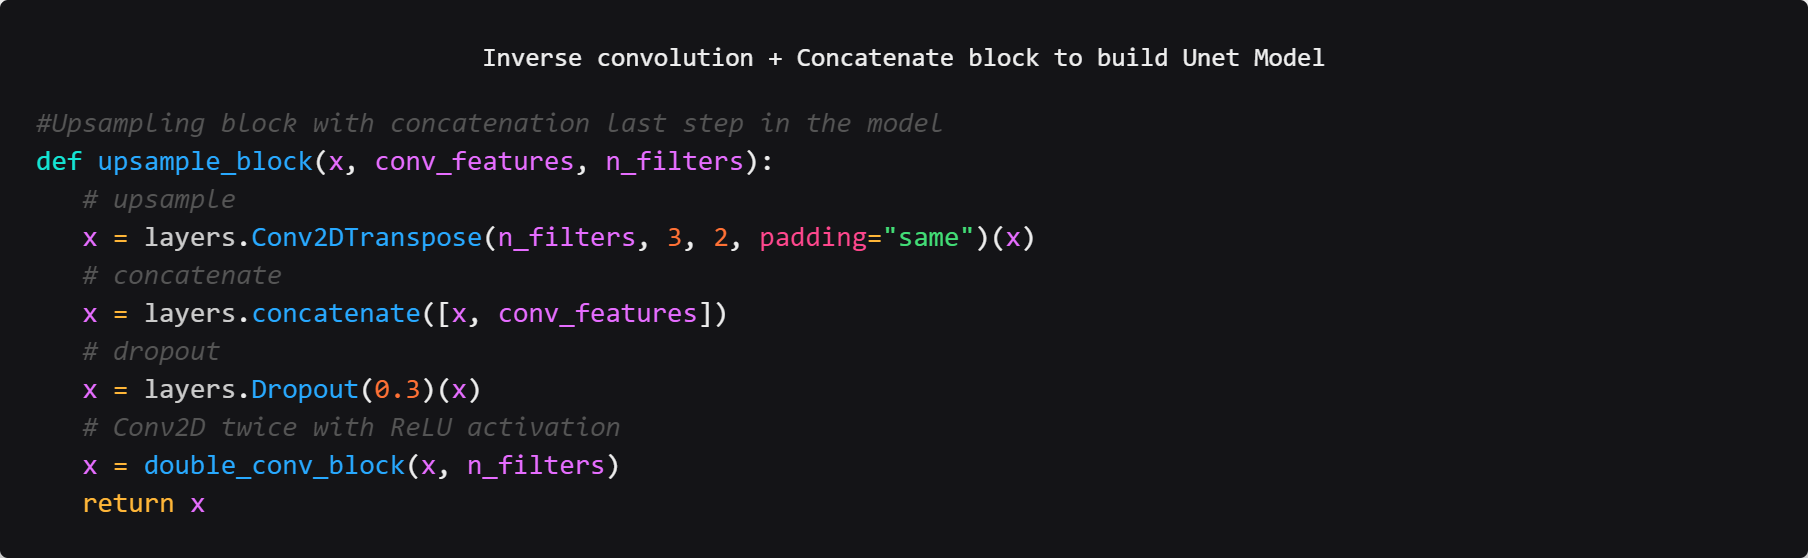 Inverse convolution + Concatenate block to build Unet Model
#Upsampling block with concatenation last step in the model
def upsample_block(x, conv_features, n_filters):
   # upsample
   x = layers.Conv2DTranspose(n_filters, 3, 2, padding="same")(x)
   # concatenate
   x = layers.concatenate([x, conv_features])
   # dropout
   x = layers.Dropout(0.3)(x)
   # Conv2D twice with ReLU activation
   x = double_conv_block(x, n_filters)
   return x